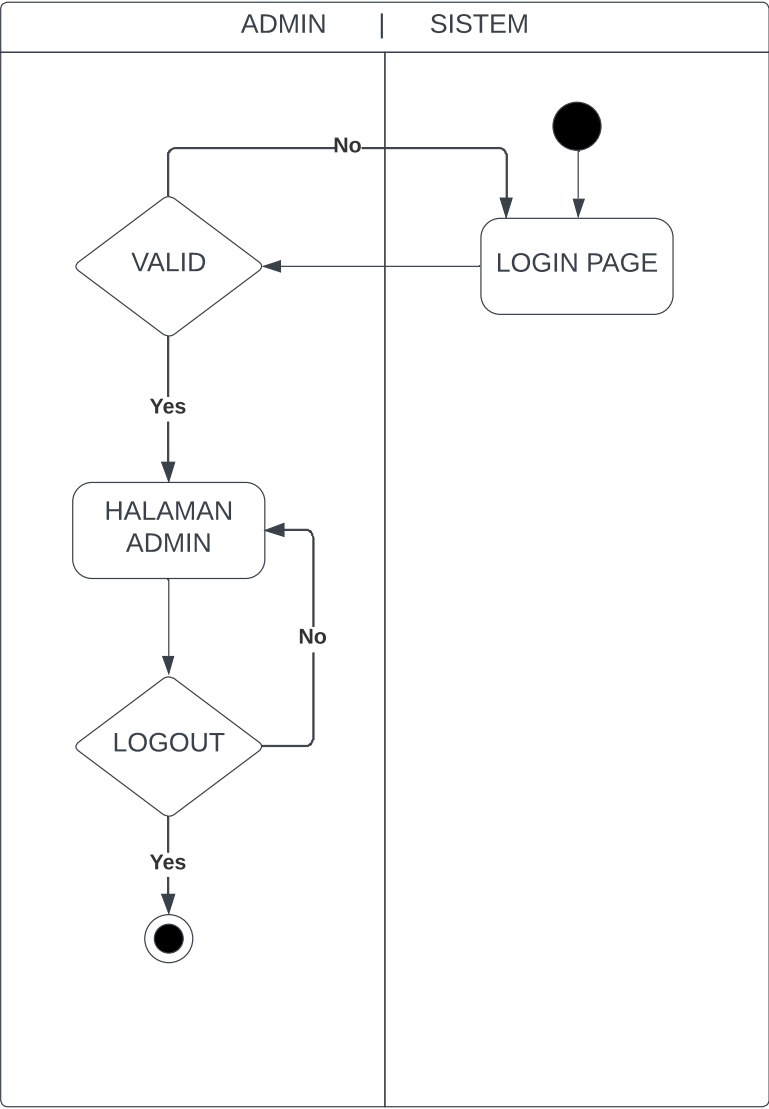 ADMIN | SISTEM
No
VALID
LOGIN PAGE
Yes
HALAMAN
ADMIN
No
LOGOUT
Yes